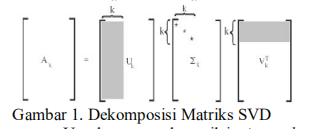 k k
k k
A_k = U_k Σ_k V_k^T
Gambar 1. Dekomposisi Matriks SVD